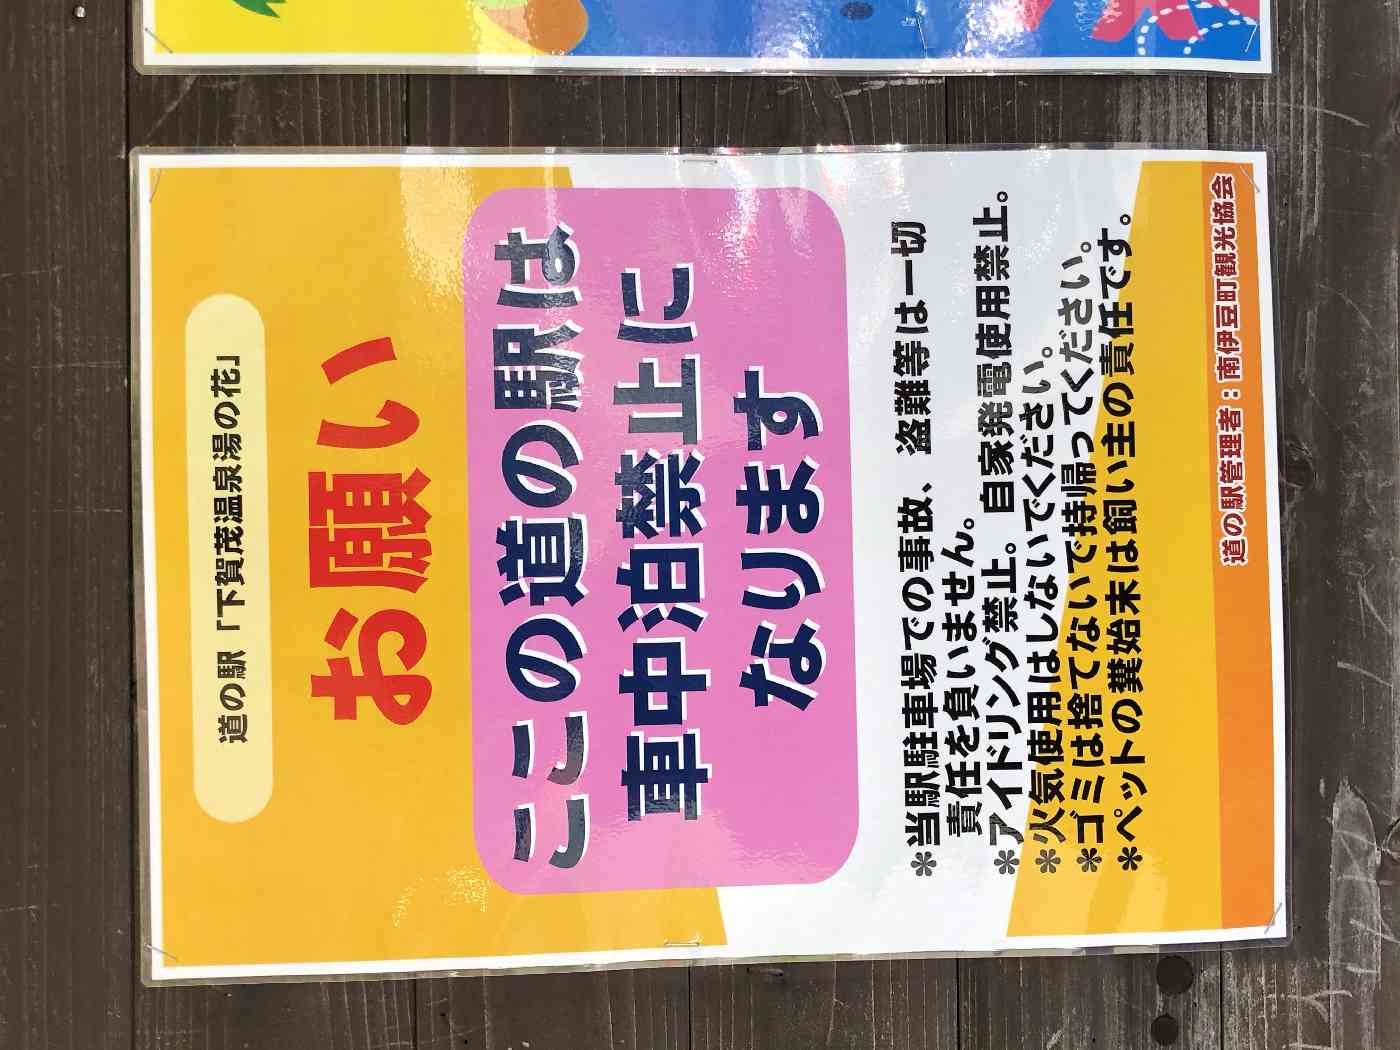 道の駅「下賀茂温泉湯の花」
お願い
この道の駅は
車中泊禁止に
なります
＊当駅駐車場での事故、盗難等は一切
責任を負いません。
＊アイドリング禁止。自家発電使用禁止。
＊火気使用はしないでください。
＊ゴミは捨てないで持帰ってください。
＊ペットの糞始末は飼い主の責任です。
道の駅管理者：南伊豆町観光協会